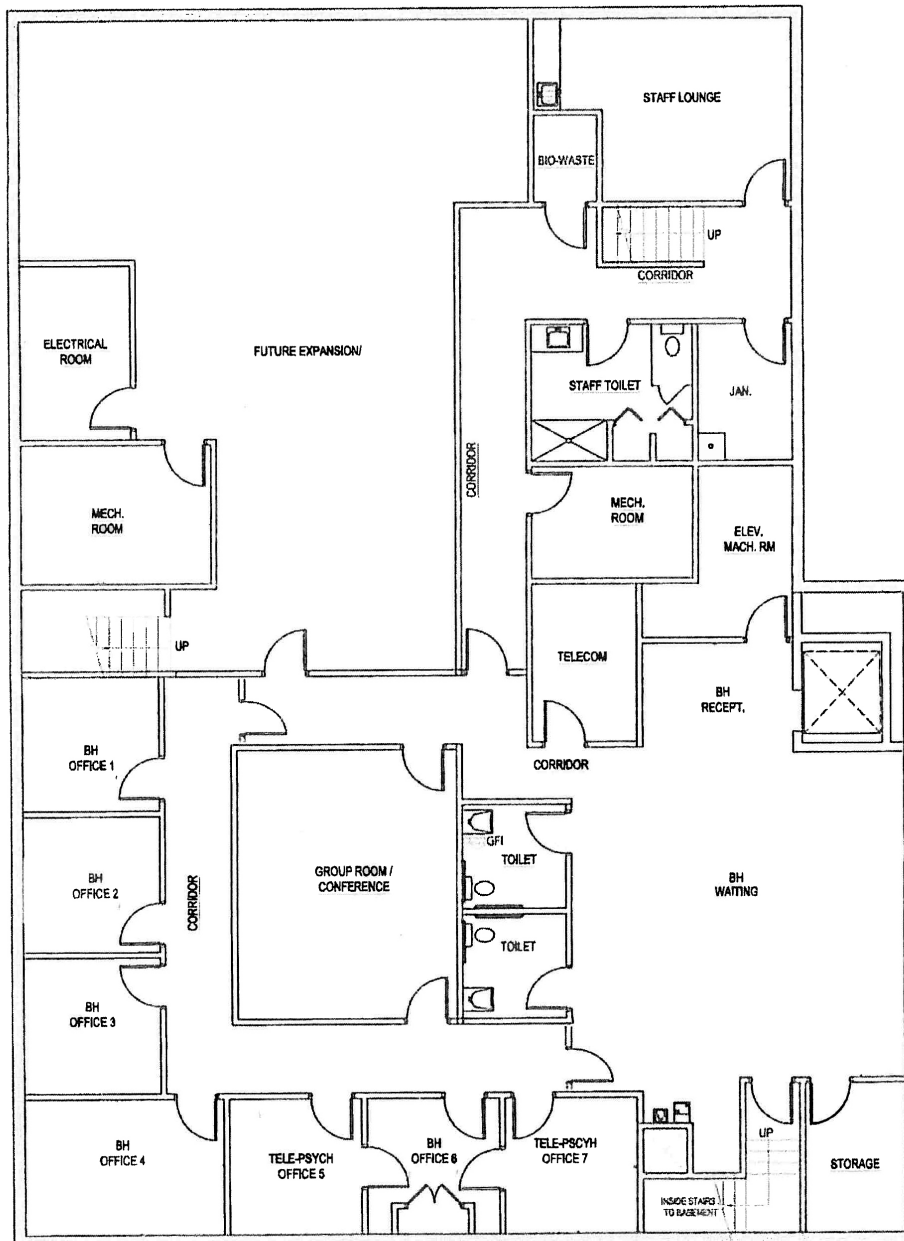 STAFF LOUNGE
BIO-WASTE
UP
CORRIDOR
ELECTRICAL
ROOM
FUTURE EXPANSION/
STAFF TOILET
JAN.
CORRIDOR
MECH.
ROOM
MECH.
ROOM
ELEV.
MACH. RM
UP
TELECOM
BH
RECEPT.
BH
OFFICE 1
CORRIDOR
GFI
TOILET
GROUP ROOM /
CONFERENCE
BH
OFFICE 2
CORRIDOR
BH
WAITING
TOILET
BH
OFFICE 3
BH
OFFICE 4
TELE-PSYCH
OFFICE 5
BH
OFFICE 6
TELE-PSCYH
OFFICE 7
UP
STORAGE
INSIDE STAIRS
TO BASEMENT